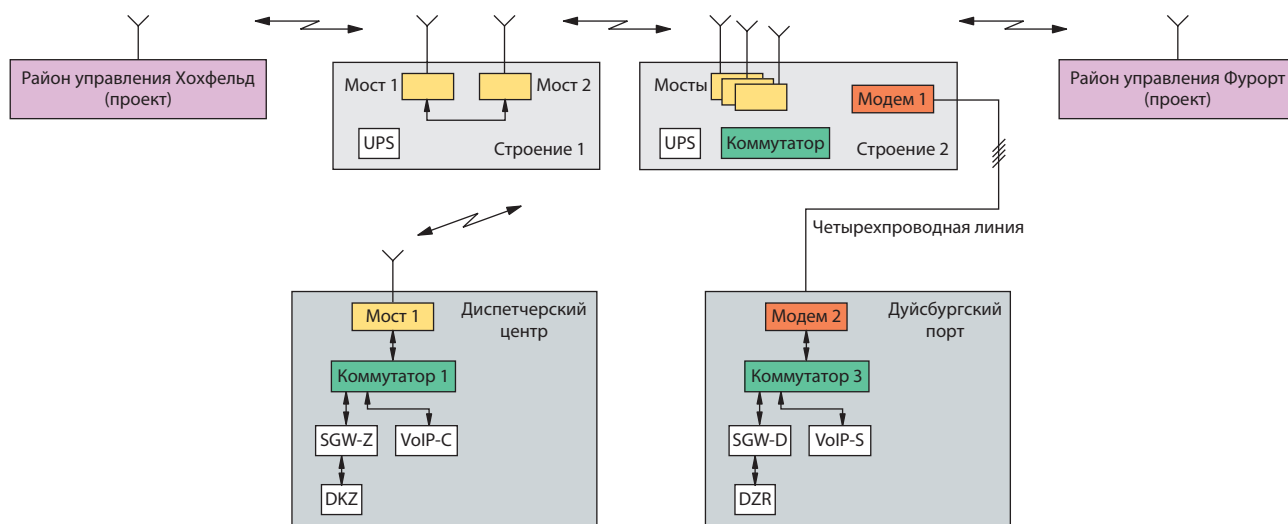 Район управления Хохфельд
(проект)
Мост 1
Мост 2
UPS
Строение 1
Мосты
Модем 1
UPS
Коммутатор
Строение 2
Район управления Фурорт
(проект)
Четырехпроводная линия
Мост 1
Диспетчерский
центр
Коммутатор 1
SGW-Z
VoIP-C
DKZ
Модем 2
Дуйсбургский
порт
Коммутатор 3
SGW-D
VoIP-S
DZR